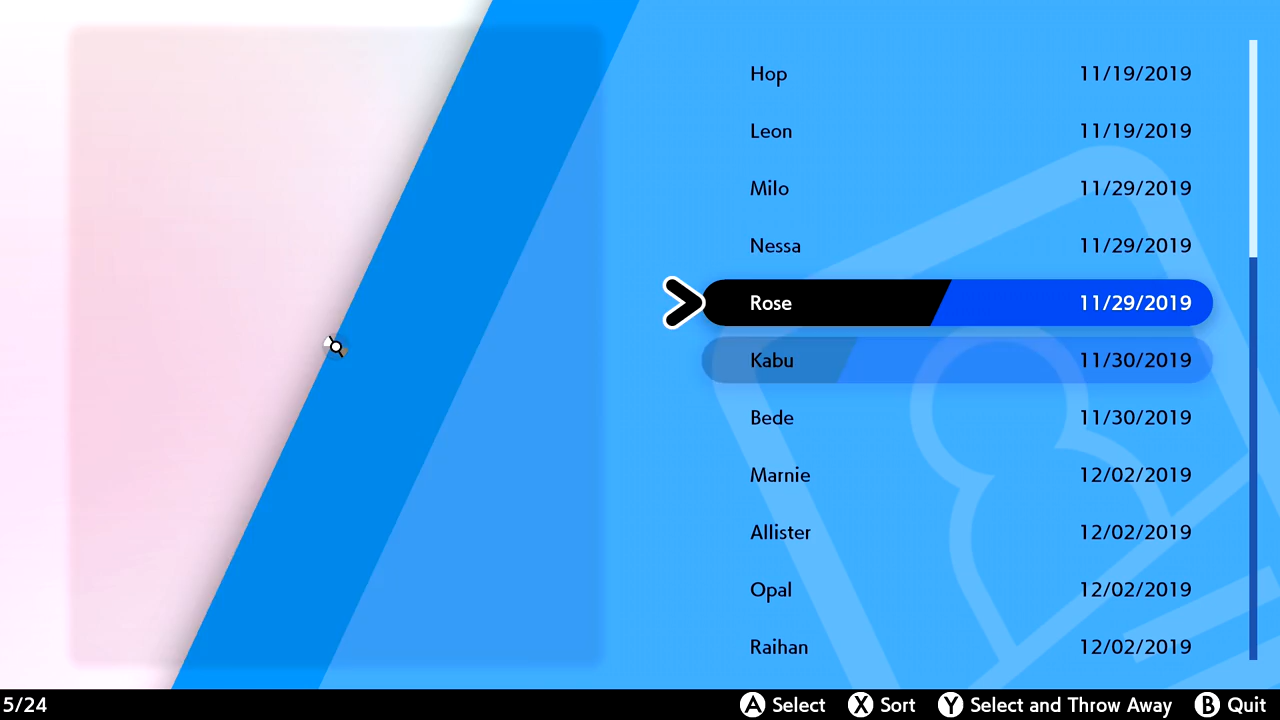 Hop 11/19/2019
Leon 11/19/2019
Milo 11/29/2019
Nessa 11/29/2019
Rose 11/29/2019
Kabu 11/30/2019
Bede 11/30/2019
Marnie 12/02/2019
Allister 12/02/2019
Opal 12/02/2019
Raihan 12/02/2019
5/24 A Select X Sort Y Select and Throw Away B Quit